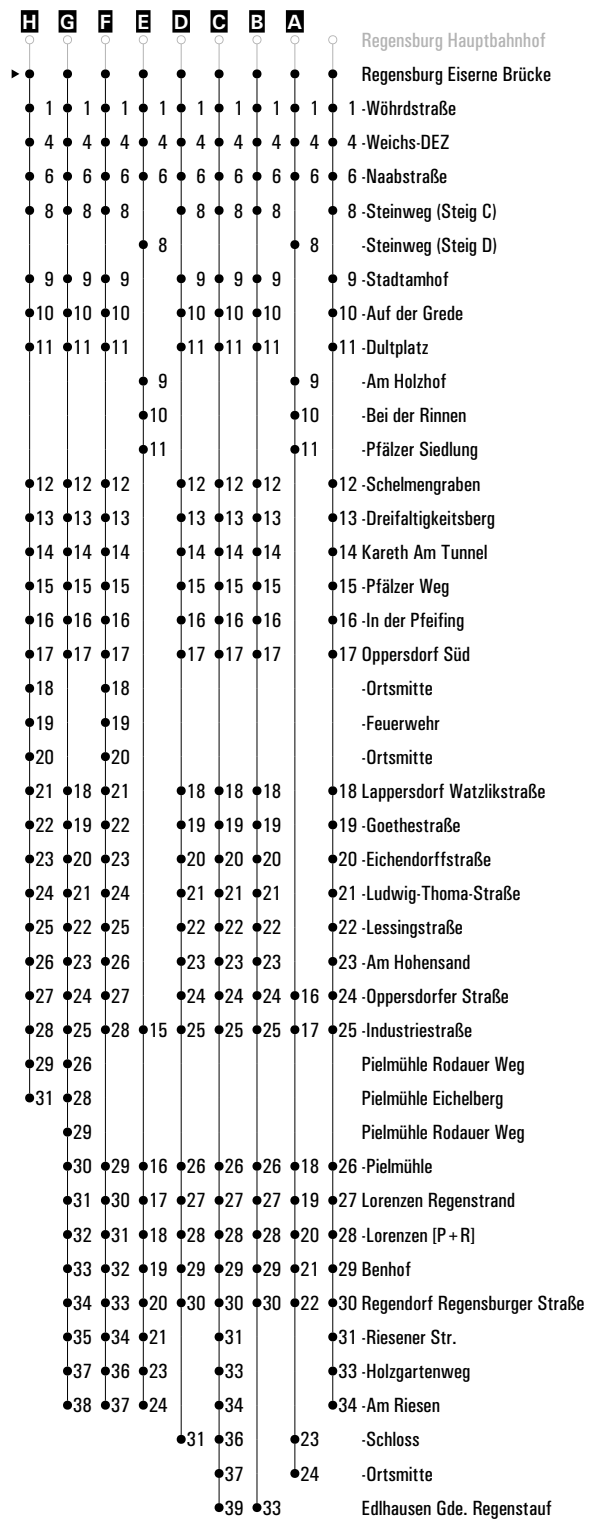 H G F E D C B A
Regensburg Hauptbahnhof
Regensburg Eiserne Brücke
1 1 1 1 1 1 1 1 1 -Wöhrdstraße
4 4 4 4 4 4 4 4 4 -Weichs-DEZ
6 6 6 6 6 6 6 6 6 -Naabstraße
8 8 8 8 8 8 8 -Steinweg (Steig C)
8 8 -Steinweg (Steig D)
9 9 9 9 9 9 9 -Stadtamhof
10 10 10 10 10 10 10 -Auf der Grede
11 11 11 11 11 11 11 -Dultplatz
9 9 -Am Holzhof
10 10 -Bei der Rinnen
11 11 -Pfälzer Siedlung
12 12 12 12 12 12 12 -Schelmengraben
13 13 13 13 13 13 13 -Dreifaltigkeitsberg
14 14 14 14 14 14 14 Kareth Am Tunnel
15 15 15 15 15 15 15 -Pfälzer Weg
16 16 16 16 16 16 16 -In der Pfeifing
17 17 17 17 17 17 17 Oppersdorf Süd
18 18 -Ortsmitte
19 19 -Feuerwehr
20 20 -Ortsmitte
21 18 21 18 18 18 18 Lappersdorf Watzlikstraße
22 19 22 19 19 19 19 -Goethestraße
23 20 23 20 20 20 20 -Eichendorffstraße
24 21 24 21 21 21 21 -Ludwig-Thoma-Straße
25 22 25 22 22 22 22 -Lessingstraße
26 23 26 23 23 23 23 -Am Hohensand
27 24 27 24 24 24 16 24 -Oppersdorfer Straße
28 25 28 15 25 25 25 17 25 -Industriestraße
29 26 Pielmühle Rodauer Weg
31 28 Pielmühle Eichelberg
29 Pielmühle Rodauer Weg
30 29 16 26 26 26 18 26 -Pielmühle
31 30 17 27 27 27 19 27 Lorenzen Regenstrand
32 31 18 28 28 28 20 28 -Lorenzen [P+R]
33 32 19 29 29 29 21 29 Benhof
34 33 20 30 30 30 22 30 Regendorf Regensburger Straße
35 34 21 31 31 -Riesener Str.
37 36 23 33 33 -Holzgartenweg
38 37 24 34 34 -Am Riesen
31 36 23 -Schloss
37 24 -Ortsmitte
39 33 Edlhausen Gde. Regenstauf